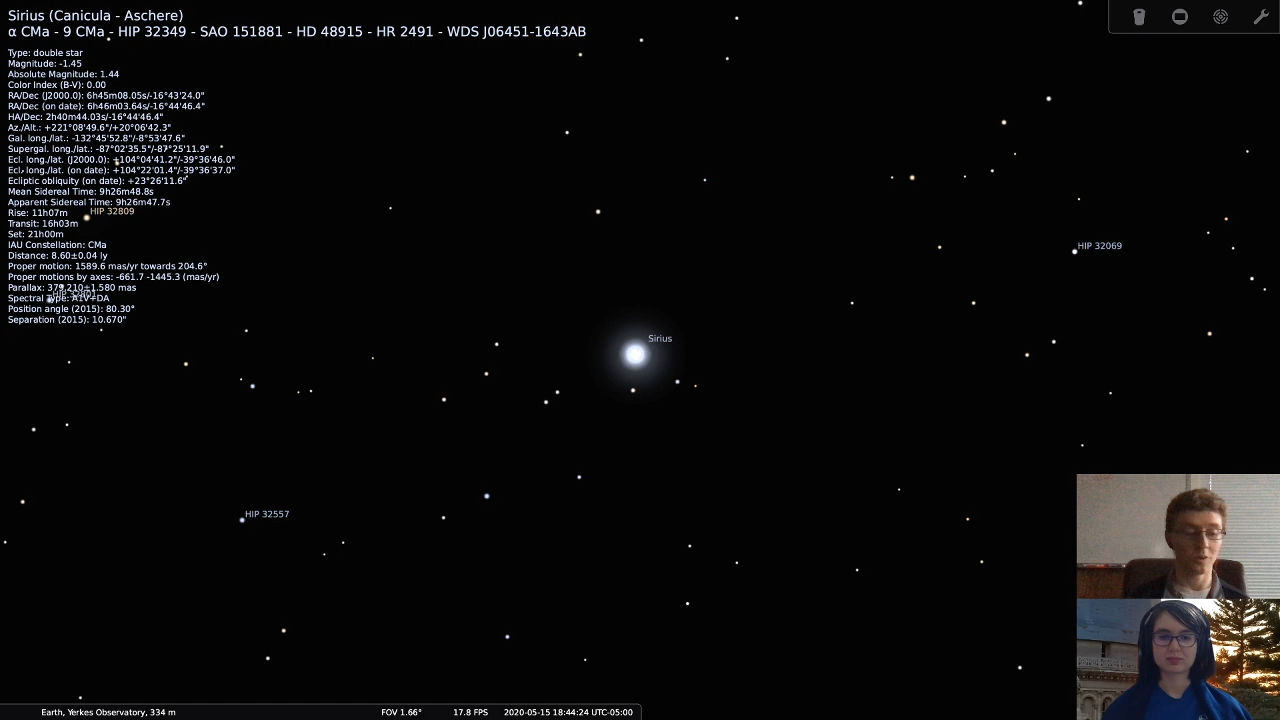 Sirius (Canicula - Aschere)
α CMa - 9 CMa - HIP 32349 - SAO 151881 - HD 48915 - HR 2491 - WDS J06451-1643AB
Type: double star
Magnitude: -1.45
Absolute Magnitude: 1.44
Color Index (B-V): 0.00
RA/Dec (J2000.0): 6h45m08.05s/-16°43'24.0"
RA/Dec (on date): 6h46m03.64s/-16°44'46.4"
HA/Dec: 2h40m44.03s/-16°44'46.4"
Az./Alt.: +221°08'49.6"/+20°06'42.3"
Gal. long./lat.: -132°45'52.8"/-8°53'47.6"
Supergal. long./lat.: -87°02'35.5"/-87°25'11.9"
Ecl. long./lat. (J2000.0): +104°04'41.2"/-39°36'46.0"
Ecl. long./lat. (on date): +104°22'01.4"/-39°36'37.0"
Ecliptic obliquity (on date): +23°26'11.6"
Mean Sidereal Time: 9h26m48.8s
Apparent Sidereal Time: 9h26m47.7s
Rise: 11h07m
HIP 32809
Transit: 16h03m
Set: 21h00m
IAU Constellation: CMa
HIP 32069
Distance: 8.60±0.04 ly
Proper motion: 1589.6 mas/yr towards 204.6°
Proper motions by axes: -661.7 -1445.3 (mas/yr)
Parallax: 379.210±1.580 mas
Spectral Type: A1V+DA
Position angle (2015): 80.30°
Separation (2015): 10.670"
Sirius
HIP 32557
Earth, Yerkes Observatory, 334 m
FOV 1.66°
17.8 FPS
2020-05-15 18:44:24 UTC-05:00